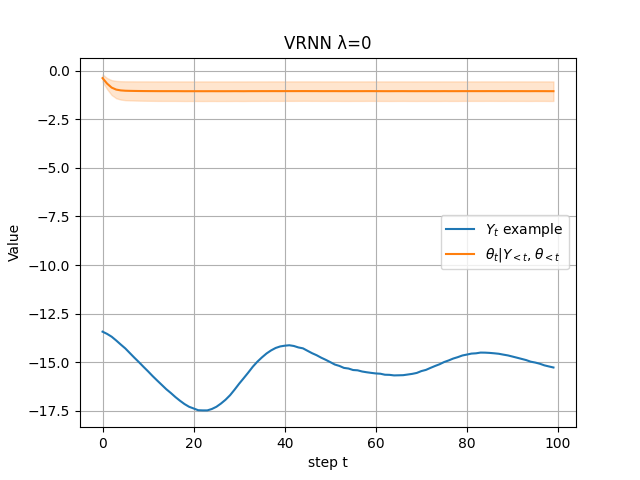 VRNN λ=0
Value
0.0
−2.5
−5.0
−7.5
−10.0
−12.5
−15.0
−17.5
Y_t example
θ_t|Y_{<t}, θ_{<t}
0 20 40 60 80 100
step t